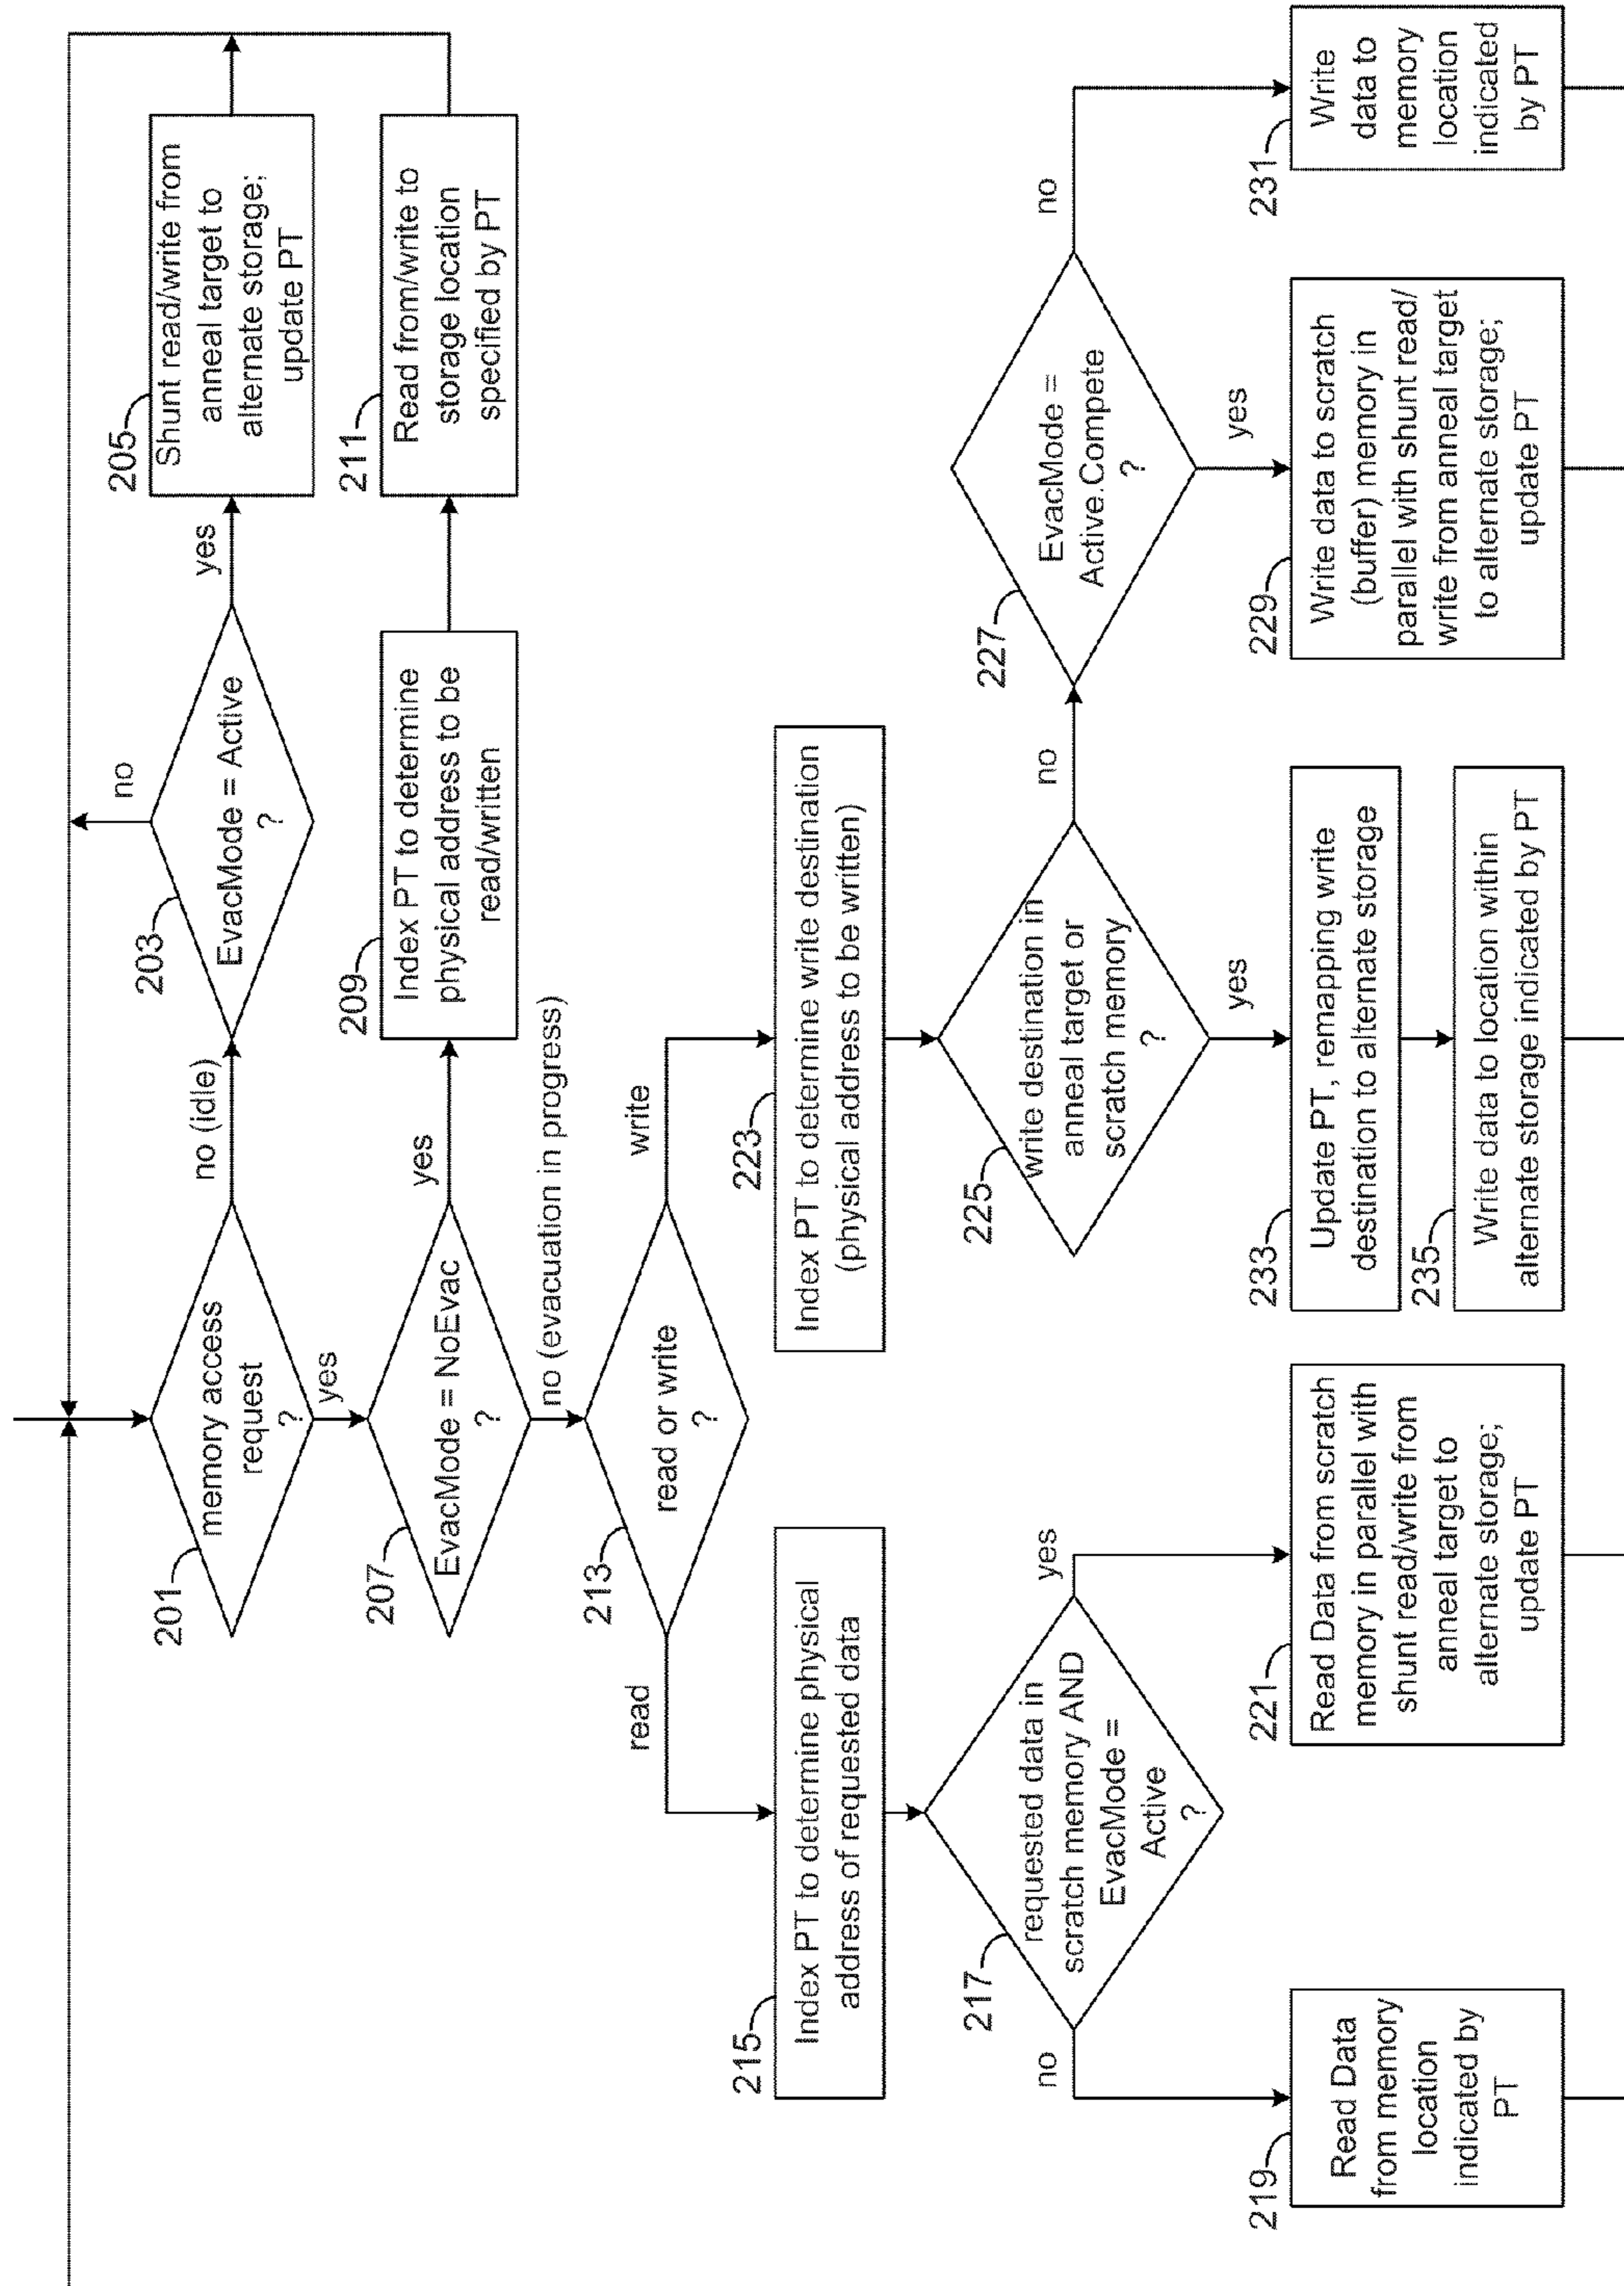 201
memory access
request
?
no (idle)
yes
203
EvacMode = Active
?
no
yes
205
Shunt read/write from
anneal target to
alternate storage;
update PT
207
EvacMode = NoEvac
?
yes
no (evacuation in progress)
209
Index PT to determine
physical address to be
read/written
211
Read from/write to
storage location
specified by PT
213
read or write
?
read
write
215
Index PT to determine physical
address of requested data
217
requested data in
scratch memory AND
EvacMode =
Active
?
no
yes
219
Read Data
from memory
location
indicated by
PT
221
Read Data from scratch
memory in parallel with
shunt read/write from
anneal target to
alternate storage;
update PT
223
Index PT to determine write destination
(physical address to be written)
225
write destination in
anneal target or
scratch memory
?
no
yes
227
EvacMode =
Active.Compete
?
no
yes
233
Update PT, remapping write
destination to alternate storage
235
Write data to location within
alternate storage indicated by PT
229
Write data to scratch
(buffer) memory in
parallel with shunt read/
write from anneal target
to alternate storage;
update PT
231
Write
data to
memory
location
indicated
by PT